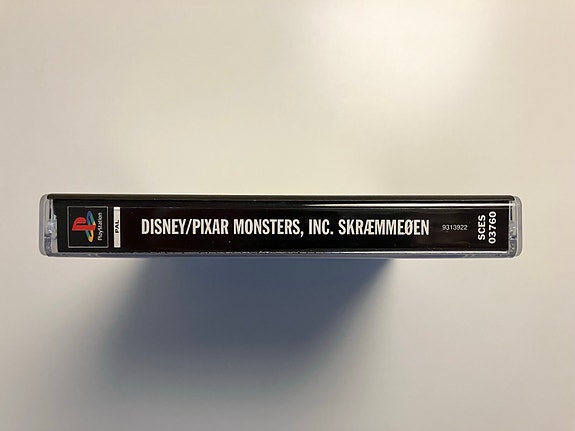 PlayStation
PAL
DISNEY/PIXAR MONSTERS, INC. SKRÆMMEØEN
9313922
SCES
03760